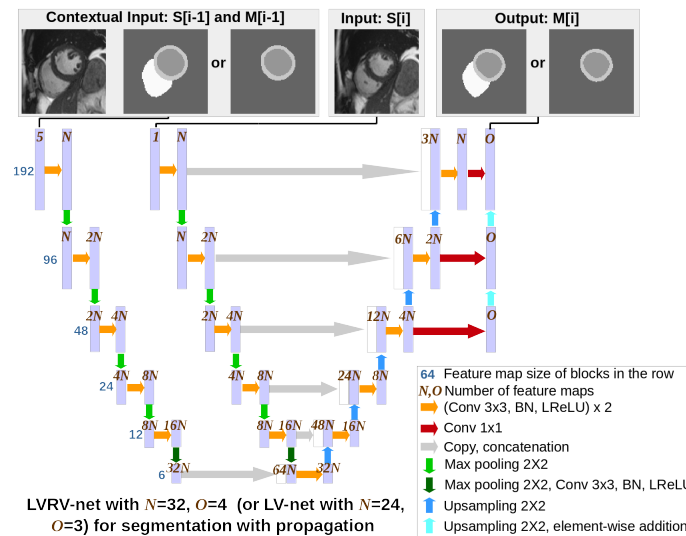 Contextual Input: S[i-1] and M[i-1]
Input: S[i]
Output: M[i]
or
or
5
N
1
N
3N
N
O
192
N
2N
N
2N
6N
2N
O
96
2N
4N
2N
4N
12N
4N
O
48
4N
8N
4N
8N
24N
8N
24
8N
16N
8N
16N
48N
16N
12
32N
64N
32N
6
64 Feature map size of blocks in the row
N,O Number of feature maps
(Conv 3x3, BN, LReLU) x 2
Conv 1x1
Copy, concatenation
Max pooling 2X2
Max pooling 2X2, Conv 3x3, BN, LReLU
Upsampling 2X2
Upsampling 2X2, element-wise addition
LVRV-net with N=32, O=4 (or LV-net with N=24,
O=3) for segmentation with propagation